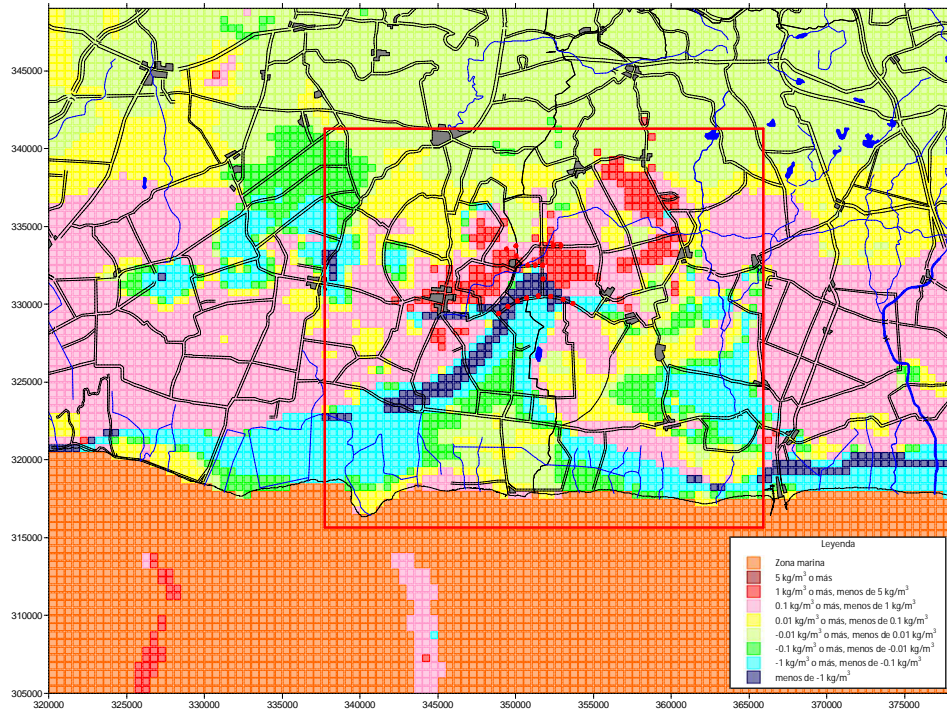 345000
340000
335000
330000
325000
320000
315000
310000
305000
320000 325000 330000 335000 340000 345000 350000 355000 360000 365000 370000 375000
Leyenda
Zona marina
5 kg/m³ o más
1 kg/m³ o más, menos de 5 kg/m³
0.1 kg/m³ o más, menos de 1 kg/m³
0.01 kg/m³ o más, menos de 0.1 kg/m³
-0.01 kg/m³ o más, menos de 0.01 kg/m³
-0.1 kg/m³ o más, menos de -0.01 kg/m³
-1 kg/m³ o más, menos de -0.1 kg/m³
menos de -1 kg/m³